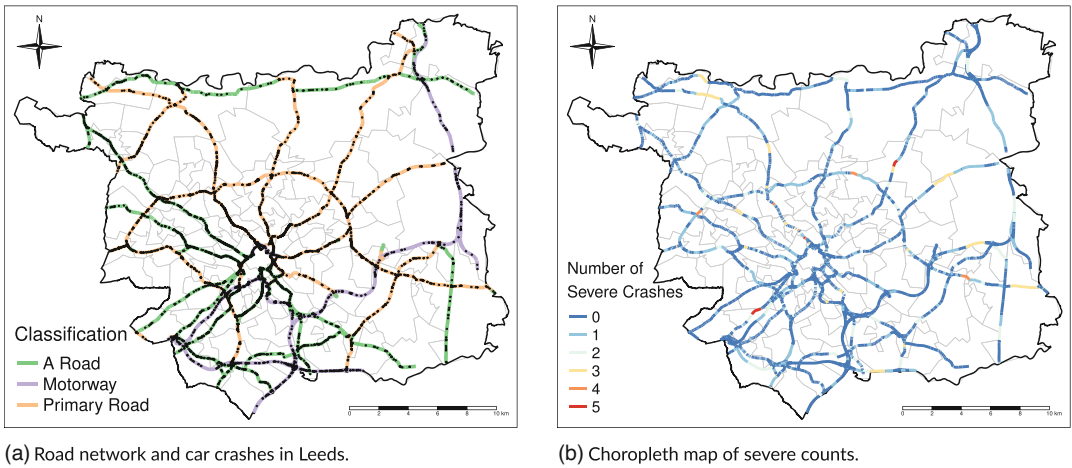 N
Classification
A Road
Motorway
Primary Road
0 2 4 6 8 10 km
(a) Road network and car crashes in Leeds.
N
Number of
Severe Crashes
0
1
2
3
4
5
0 2 4 6 8 10 km
(b) Choropleth map of severe counts.